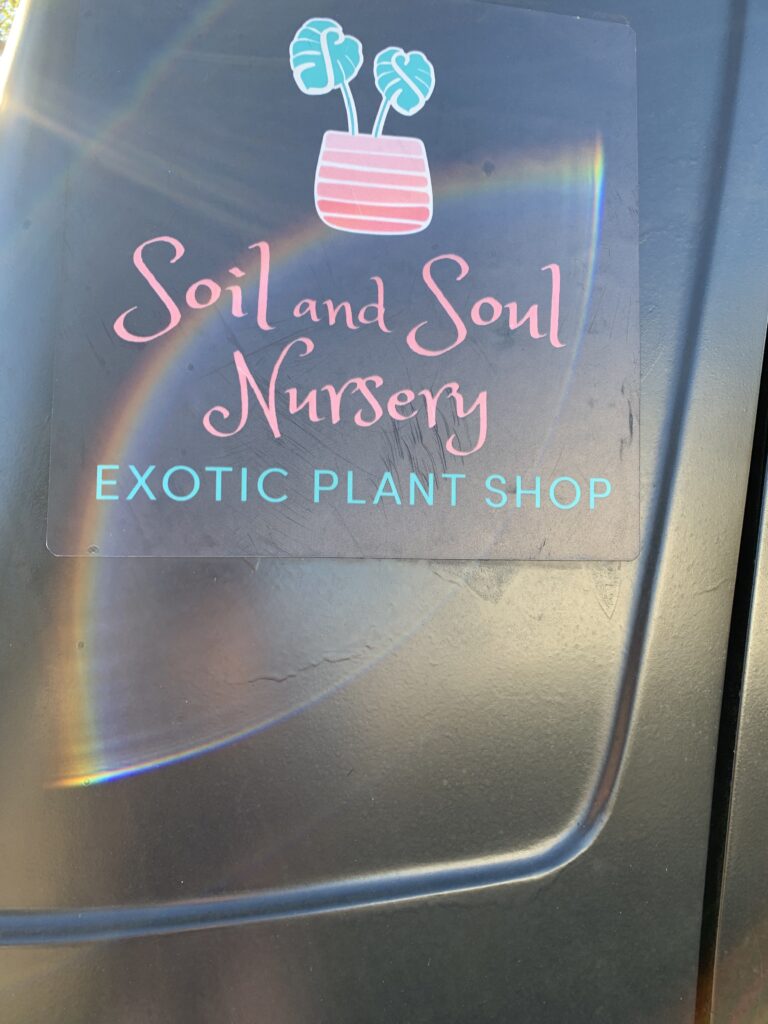 Soil and Soul
Nursery
EXOTIC PLANT SHOP